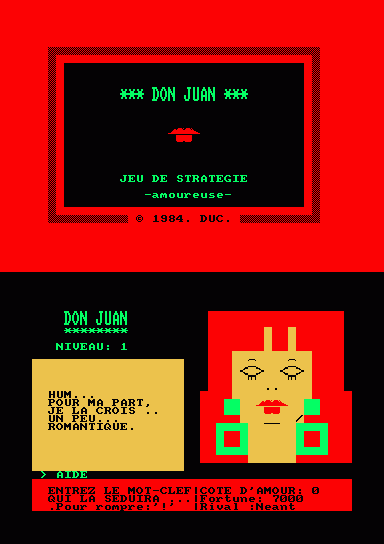 *** DON JUAN ***
JEU DE STRATEGIE
-amoureuse-
© 1984. DUC.
DON JUAN
********
NIVEAU: 1
HUM...
POUR MA PART,
JE LA CROIS ..
UN PEU..
ROMANTIQUE.
> AIDE
ENTREZ LE MOT-CLEF|COTE D'AMOUR: 0
QUI LA SEDUIRA ...|Fortune: 7000
.Pour rompre:'!' |Rival :Neant